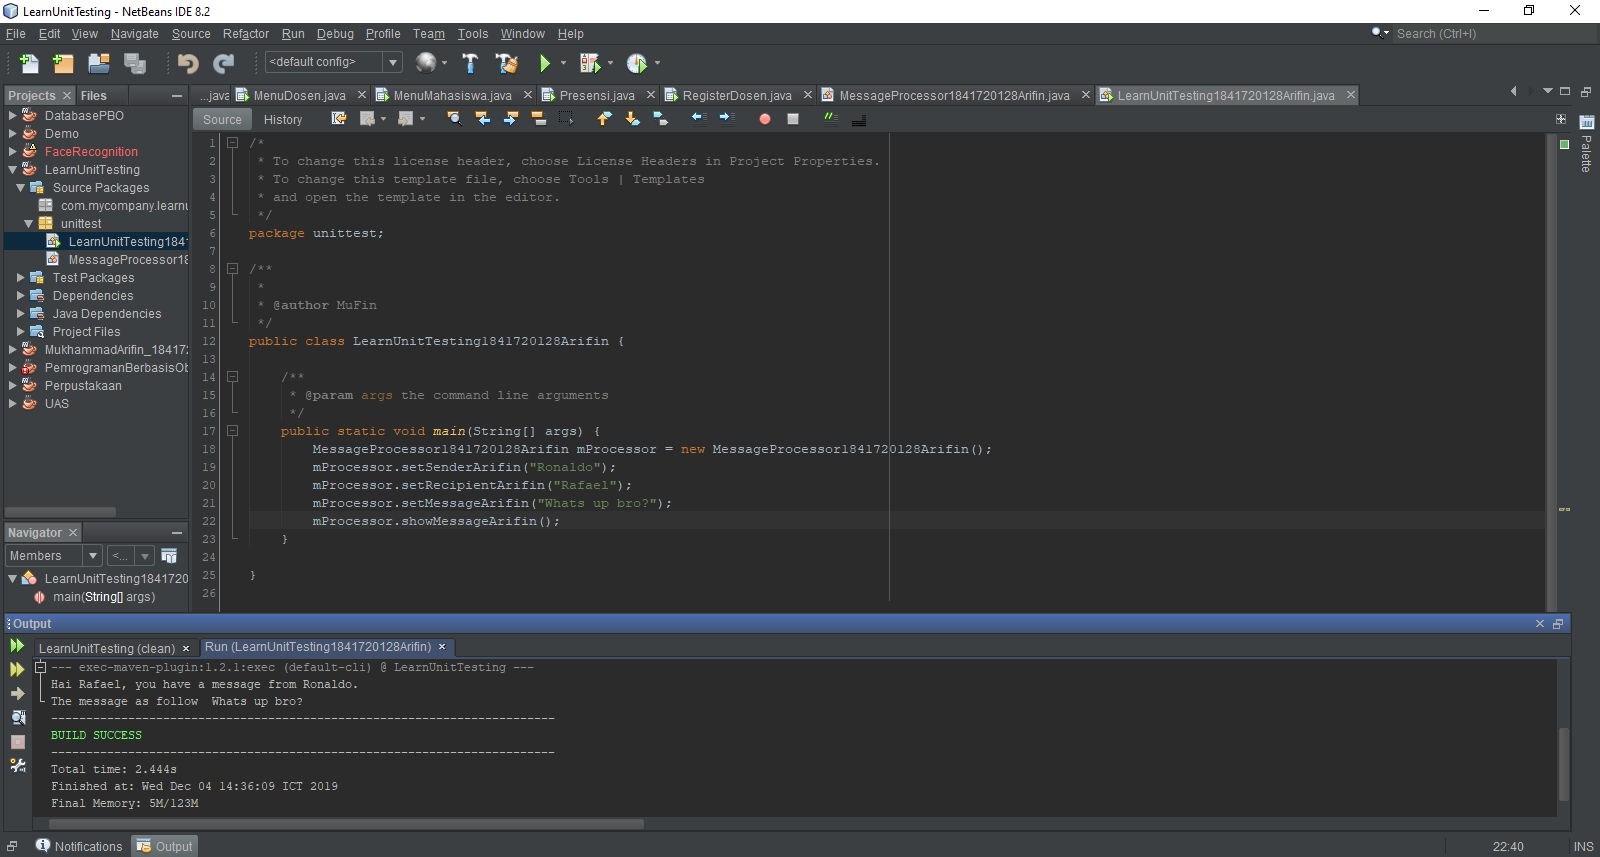 LearnUnitTesting - NetBeans IDE 8.2
File Edit View Navigate Source Refactor Run Debug Profile Team Tools Window Help
Search (Ctrl+I)
<default config>
Projects Files
...java MenuDosen.java MenuMahasiswa.java Presensi.java RegisterDosen.java MessageProcessor1841720128Arifin.java LearnUnitTesting1841720128Arifin.java
DatabasePBO
Demo
FaceRecognition
LearnUnitTesting
Source Packages
com.mycompany.learnu
unittest
LearnUnitTesting184
MessageProcessor18
Test Packages
Dependencies
Java Dependencies
Project Files
MukhammadArifin_18417
PemrogramanBerbasisOb
Perpustakaan
UAS
Source History
Palette
1 /*
2 * To change this license header, choose License Headers in Project Properties.
3 * To change this template file, choose Tools | Templates
4 * and open the template in the editor.
5 */
6 package unittest;
7
8 /**
9 *
10 * @author MuFin
11 */
12 public class LearnUnitTesting1841720128Arifin {
13
14 /**
15 * @param args the command line arguments
16 */
17 public static void main(String[] args) {
18 MessageProcessor1841720128Arifin mProcessor = new MessageProcessor1841720128Arifin();
19 mProcessor.setSenderArifin("Ronaldo");
20 mProcessor.setRecipientArifin("Rafael");
21 mProcessor.setMessageArifin("Whats up bro?");
22 mProcessor.showMessageArifin();
23 }
24
25 }
26
Navigator
Members <...
LearnUnitTesting1841720
main(String[] args)
Output
LearnUnitTesting (clean) Run (LearnUnitTesting1841720128Arifin)
--- exec-maven-plugin:1.2.1:exec (default-cli) @ LearnUnitTesting ---
Hai Rafael, you have a message from Ronaldo.
The message as follow  Whats up bro?
------------------------------------------------------------------------
BUILD SUCCESS
------------------------------------------------------------------------
Total time: 2.444s
Finished at: Wed Dec 04 14:36:09 ICT 2019
Final Memory: 5M/123M
Notifications Output
22:40 INS